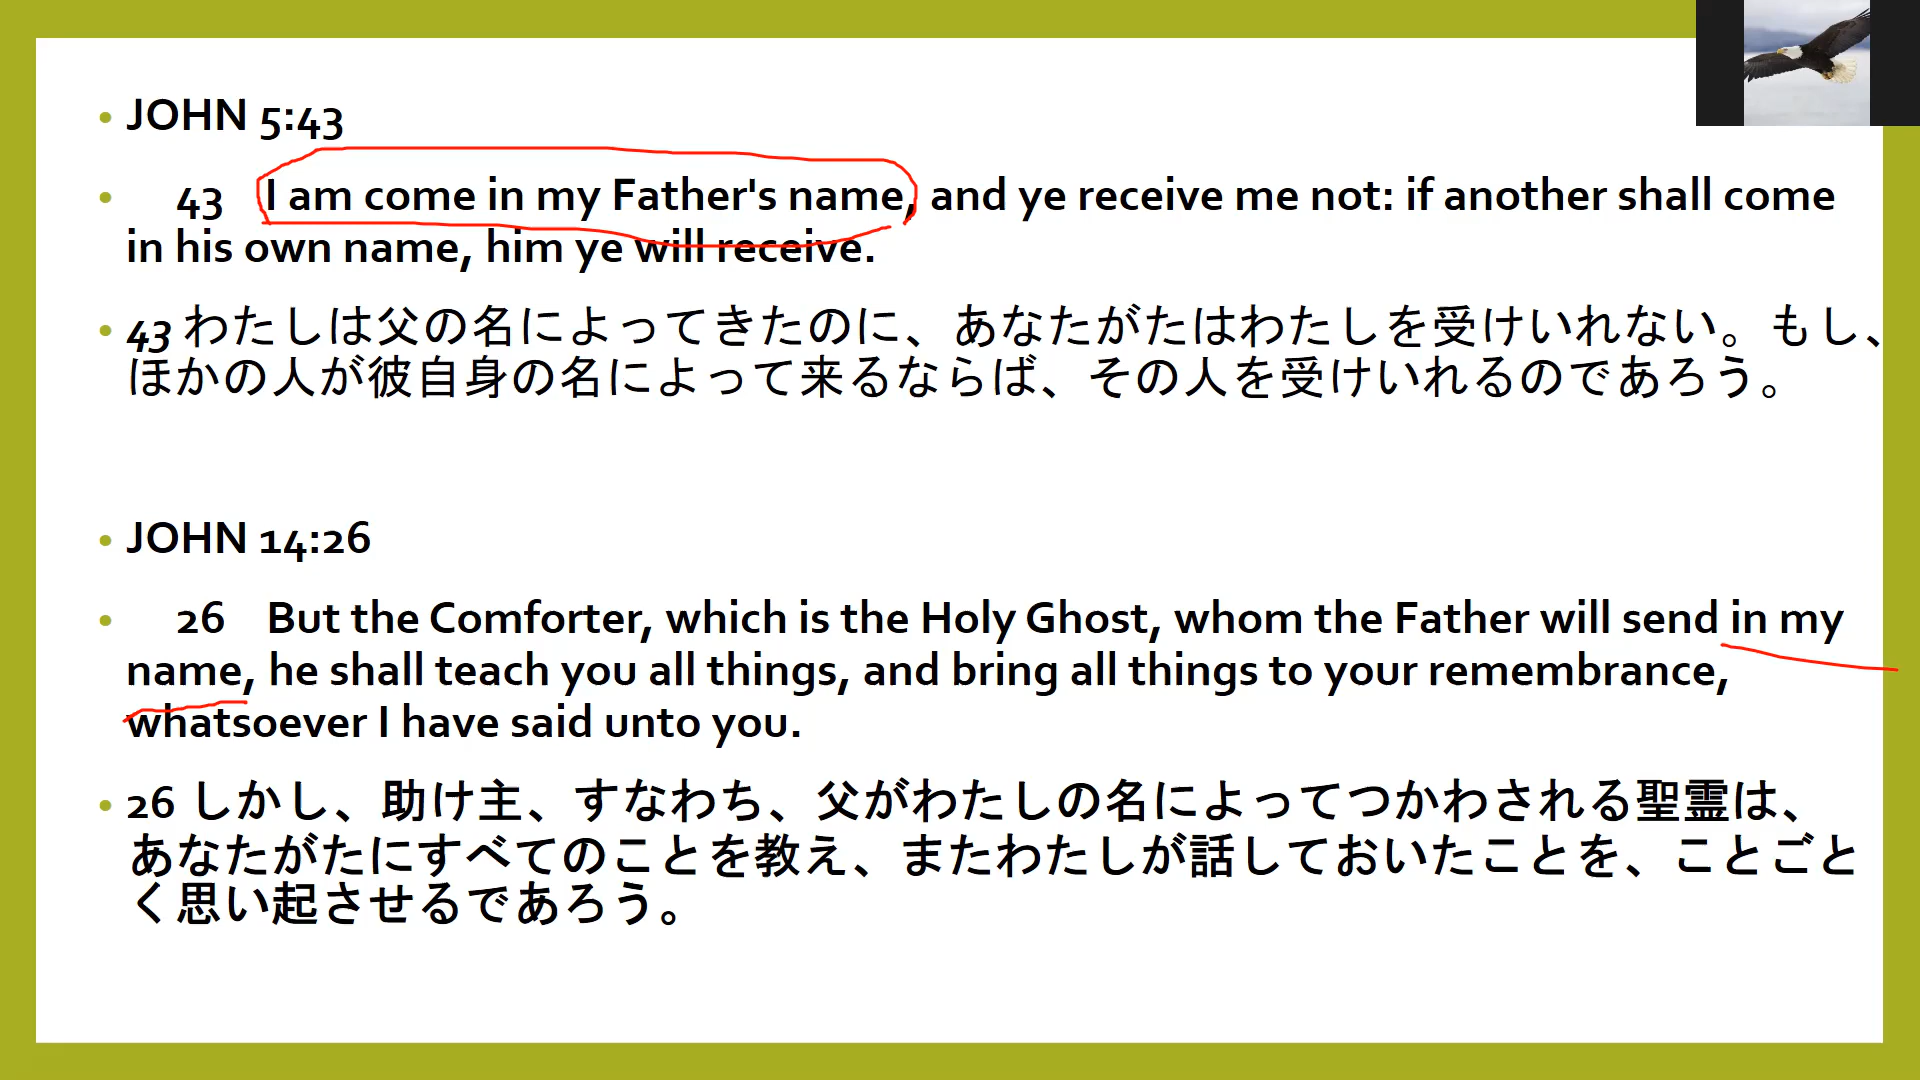 • JOHN 5:43
• 43 I am come in my Father's name, and ye receive me not: if another shall come
in his own name, him ye will receive.
• 43 わたしは父の名によってきたのに、あなたがたはわたしを受けいれない。もし、
ほかの人が彼自身の名によって来るならば、その人を受けいれるのであろう。
• JOHN 14:26
• 26 But the Comforter, which is the Holy Ghost, whom the Father will send in my
name, he shall teach you all things, and bring all things to your remembrance,
whatsoever I have said unto you.
• 26 しかし、助け主、すなわち、父がわたしの名によってつかわされる聖霊は、
あなたがたにすべてのことを教え、またわたしが話しておいたことを、ことごと
く思い起させるであろう。